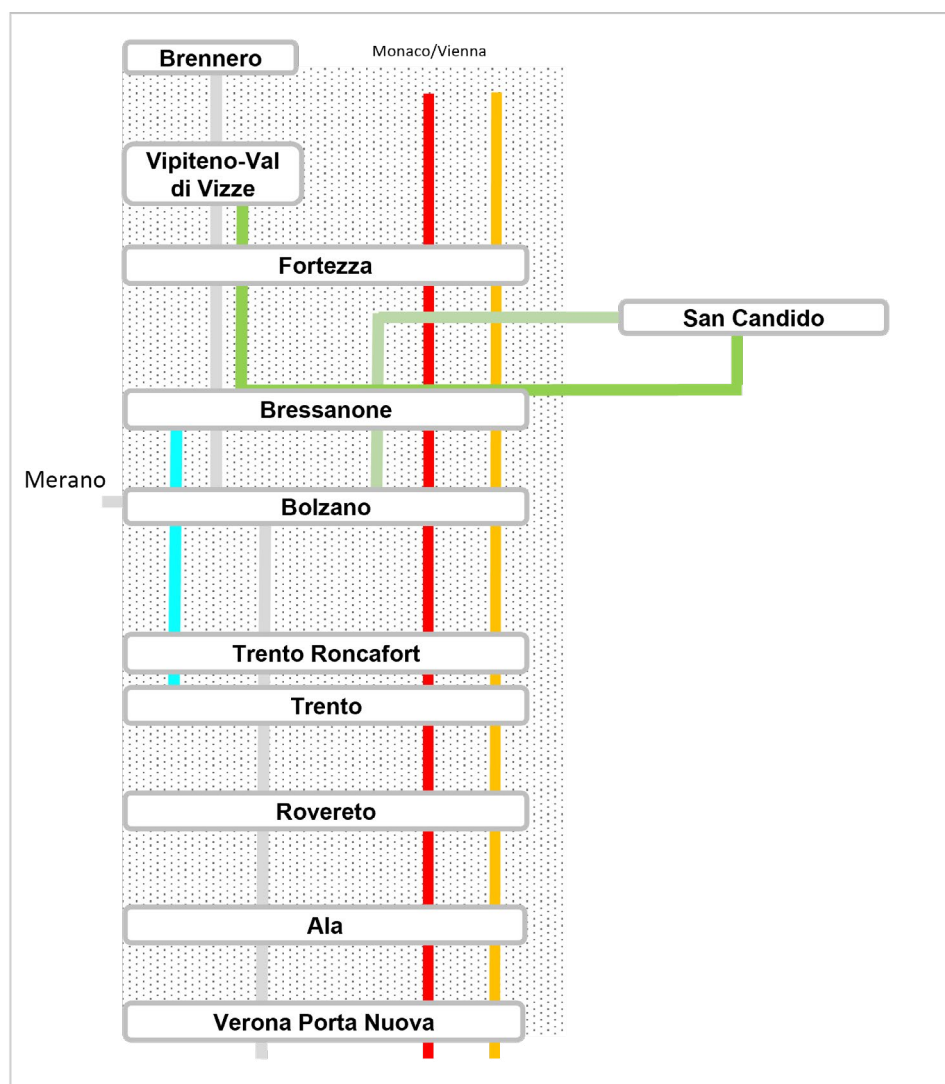 Brennero
Monaco/Vienna
Vipiteno-Val
di Vizze
Fortezza
San Candido
Bressanone
Merano
Bolzano
Trento Roncafort
Trento
Rovereto
Ala
Verona Porta Nuova